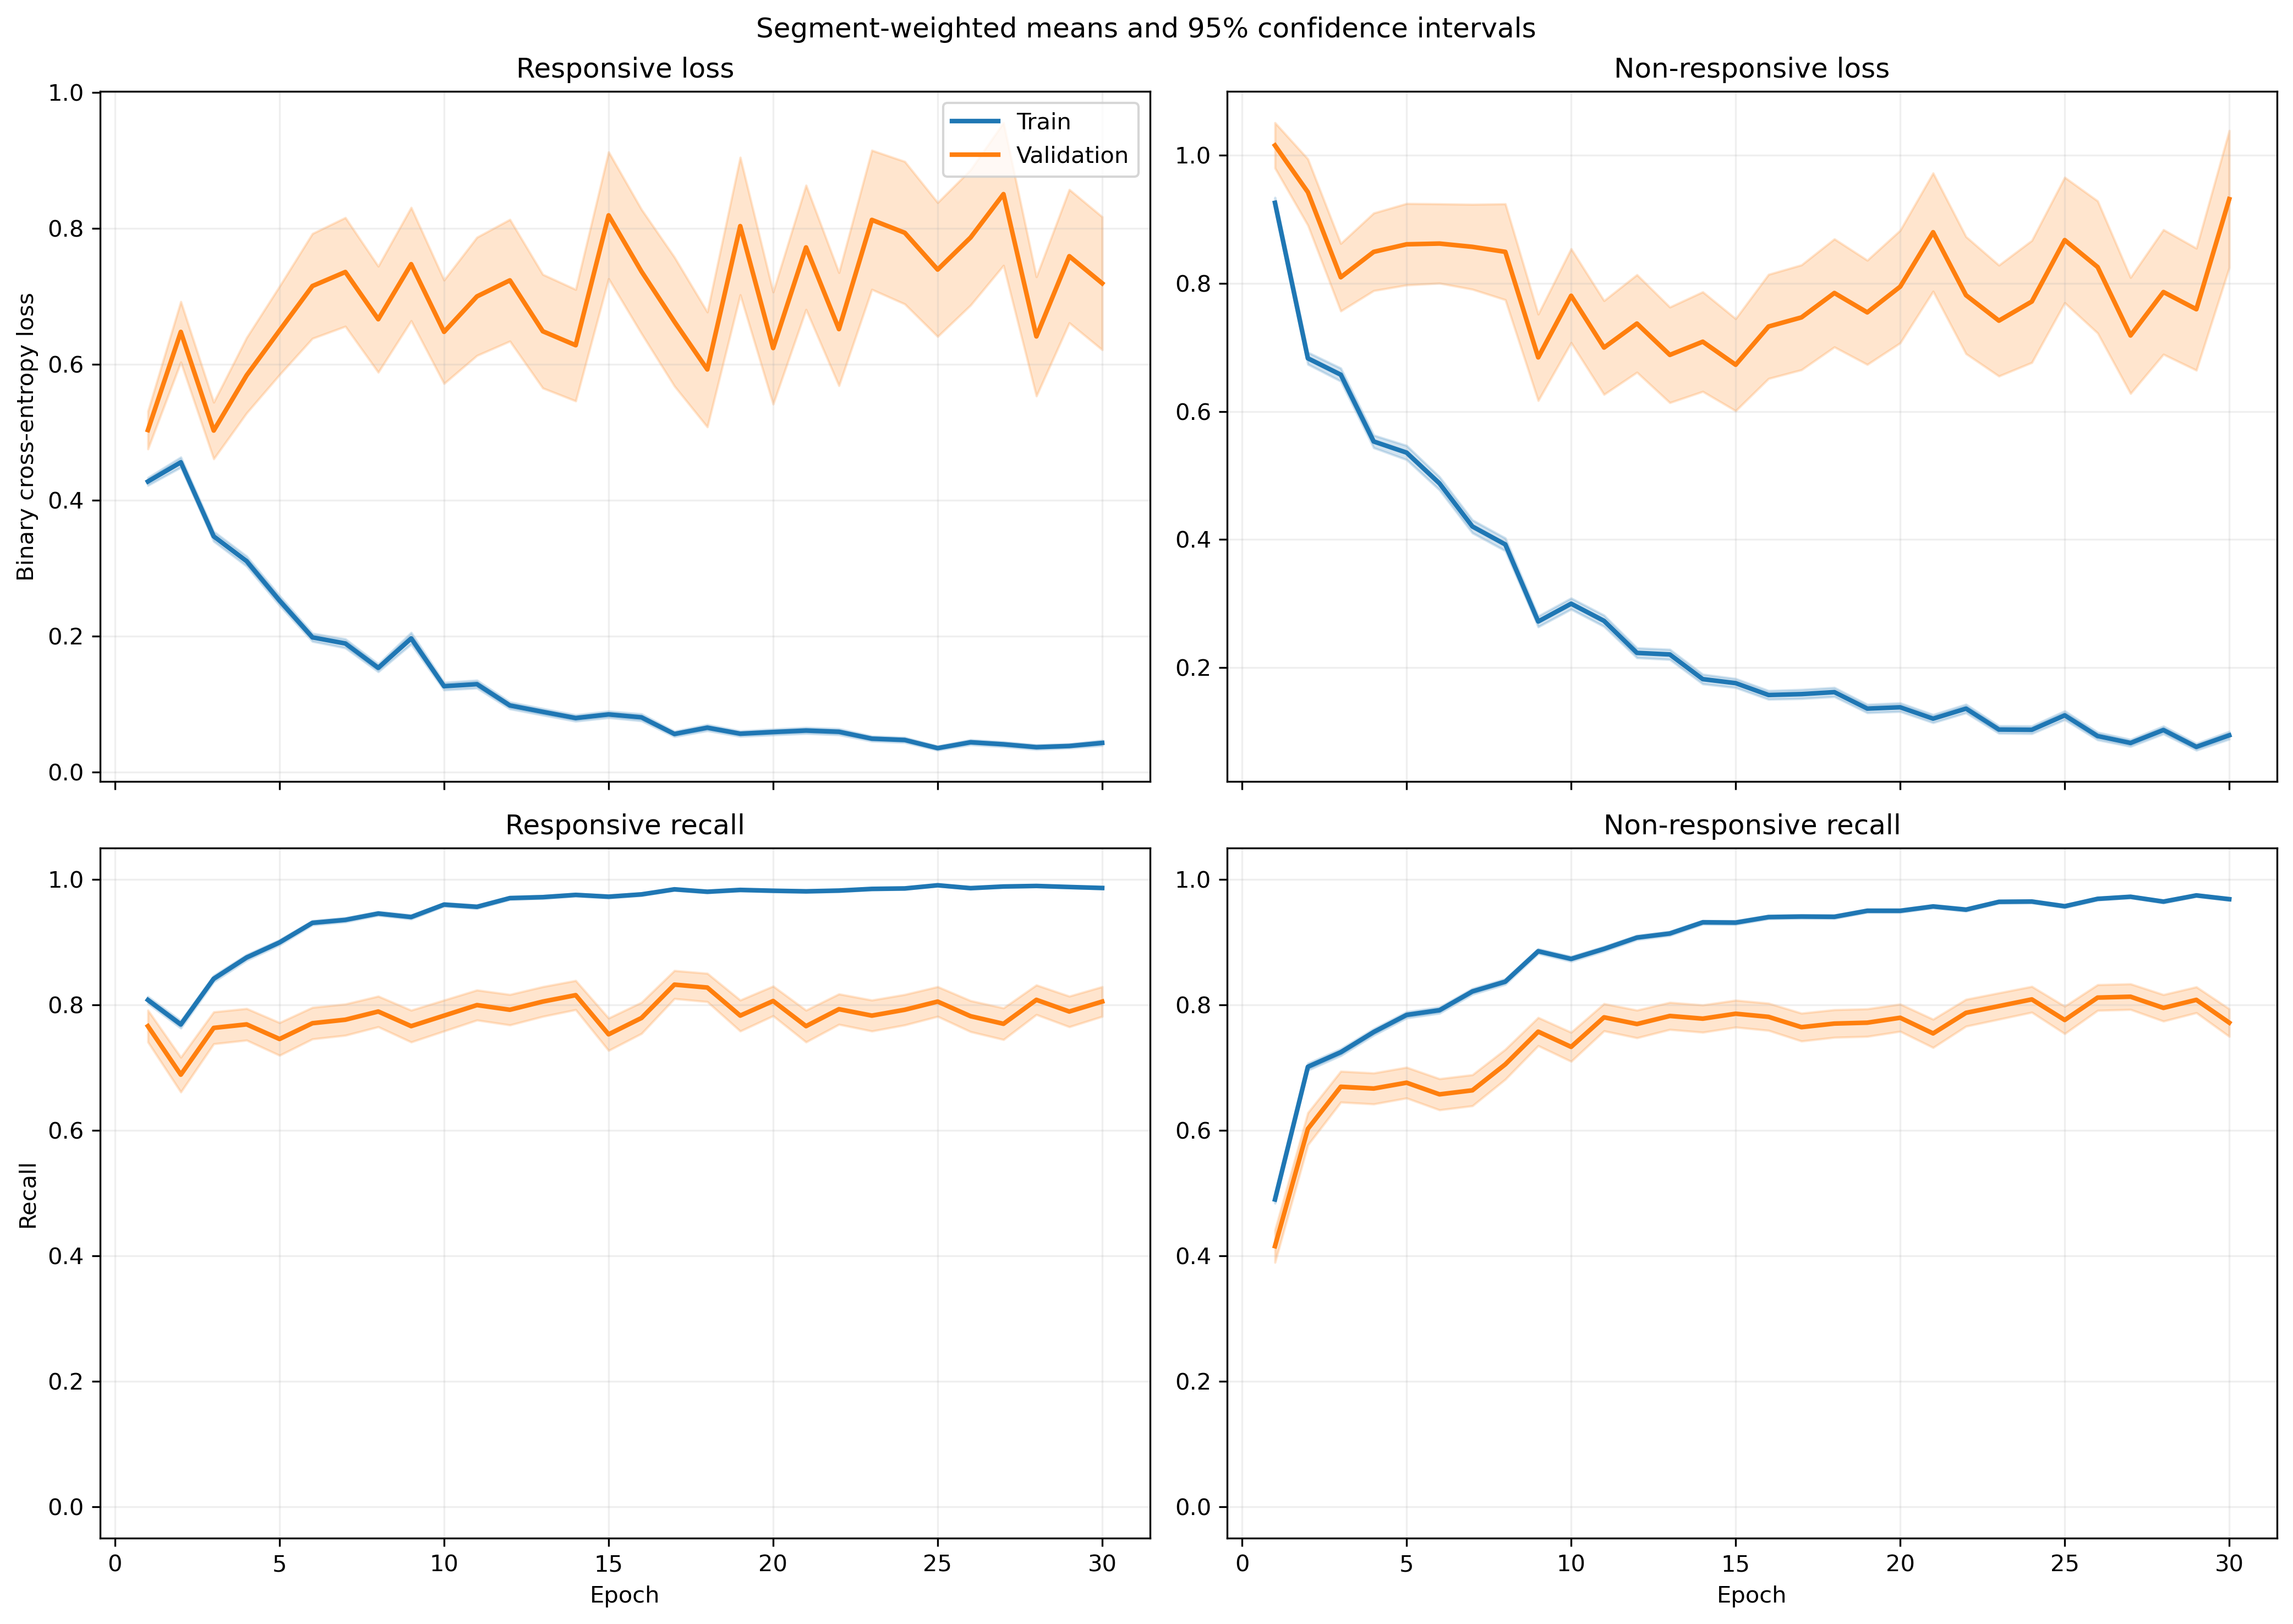 Segment-weighted means and 95% confidence intervals
Responsive loss
Non-responsive loss
Train
Validation
Binary cross-entropy loss
1.0
0.8
0.6
0.4
0.2
0.0
1.0
0.8
0.6
0.4
0.2
Responsive recall
Non-responsive recall
Recall
1.0
0.8
0.6
0.4
0.2
0.0
0 5 10 15 20 25 30
Epoch
1.0
0.8
0.6
0.4
0.2
0.0
0 5 10 15 20 25 30
Epoch